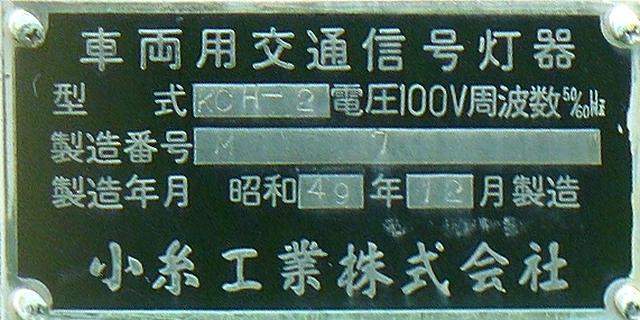 車両用交通信号灯器
型 式 KCH-2 電圧100V周波数50/60Hz
製造番号 M 7
製造年月 昭和49年12月製造
小糸工業株式会社